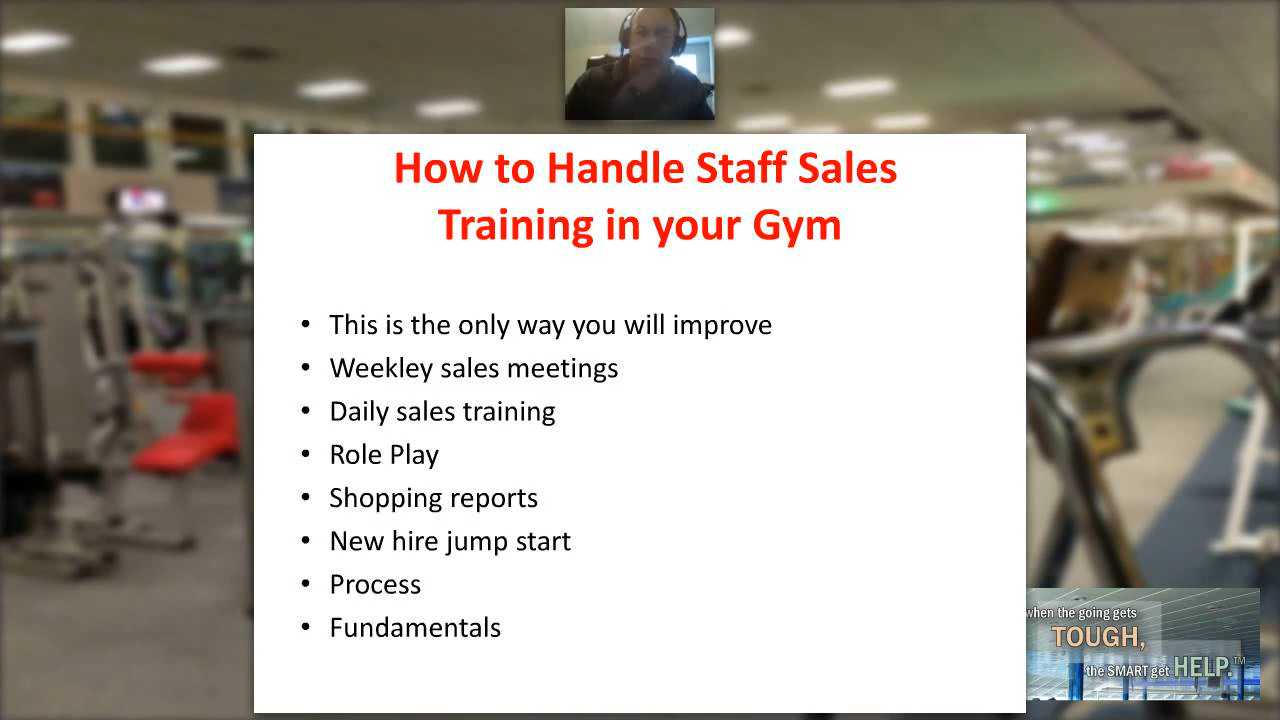 How to Handle Staff Sales
Training in your Gym
• This is the only way you will improve
• Weekley sales meetings
• Daily sales training
• Role Play
• Shopping reports
• New hire jump start
• Process
• Fundamentals
when the going gets
TOUGH,
the SMART get HELP.™